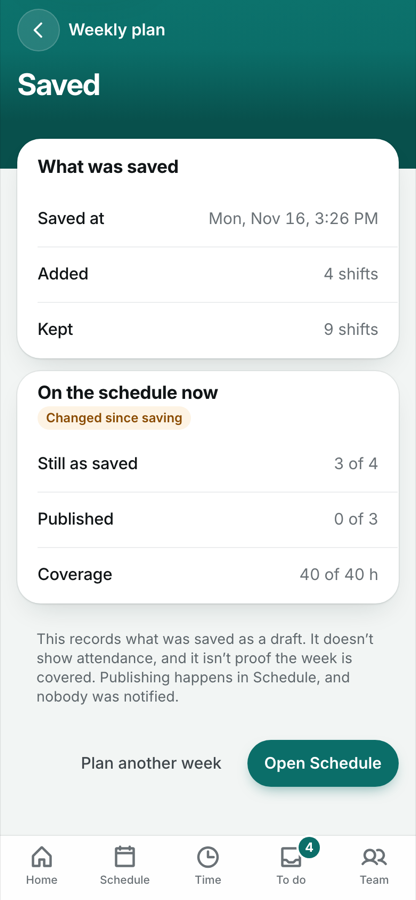 Weekly plan
Saved
What was saved
Saved at Mon, Nov 16, 3:26 PM
Added 4 shifts
Kept 9 shifts
On the schedule now
Changed since saving
Still as saved 3 of 4
Published 0 of 3
Coverage 40 of 40 h
This records what was saved as a draft. It doesn’t
show attendance, and it isn’t proof the week is
covered. Publishing happens in Schedule, and
nobody was notified.
Plan another week Open Schedule
4
Home Schedule Time To do Team